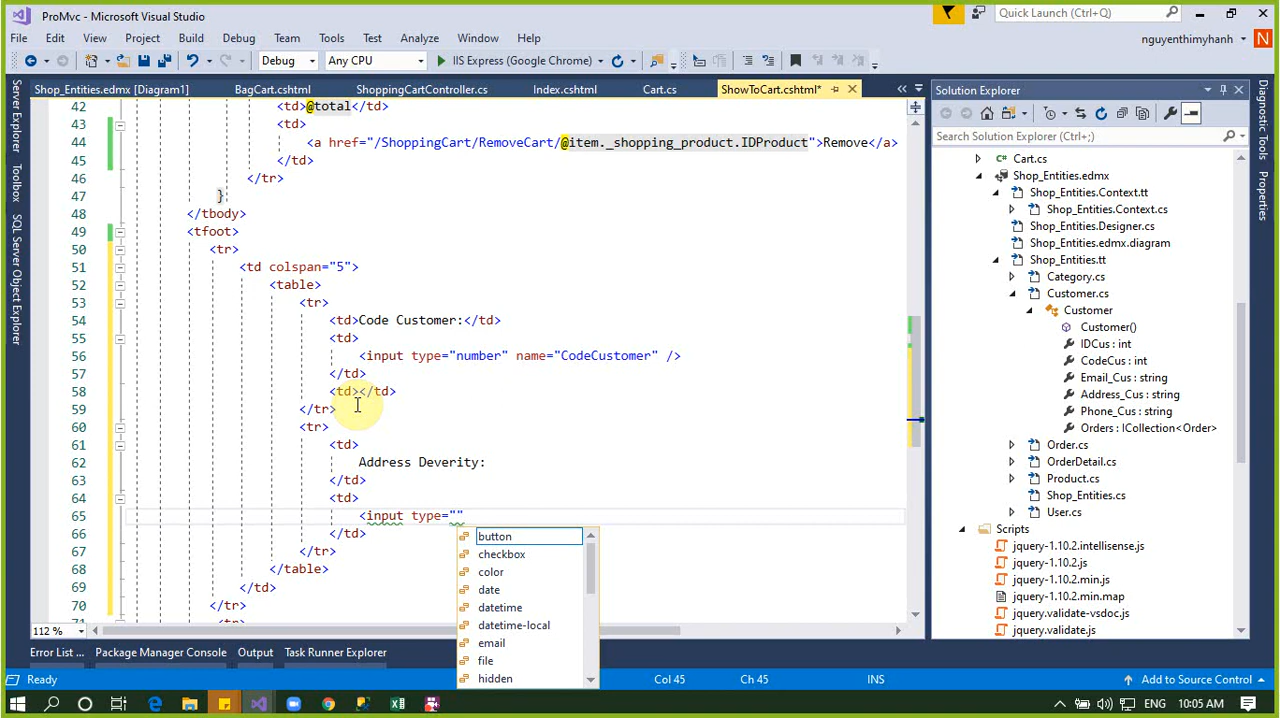 ProMvc - Microsoft Visual Studio
Quick Launch (Ctrl+Q)
File Edit View Project Build Debug Team Tools Test Analyze Window Help
nguyenthimyhanh N
Debug Any CPU IIS Express (Google Chrome)
Shop_Entities.edmx [Diagram1] BagCart.cshtml ShoppingCartController.cs Index.cshtml Cart.cs ShowToCart.cshtml*
Server Explorer
Toolbox
SQL Server Object Explorer
42 <td>@total</td>
43 <td>
44 <a href="/ShoppingCart/RemoveCart/@item._shopping_product.IDProduct">Remove</a>
45 </td>
46 </tr>
47 }
48 </tbody>
49 <tfoot>
50 <tr>
51 <td colspan="5">
52 <table>
53 <tr>
54 <td>Code Customer:</td>
55 <td>
56 <input type="number" name="CodeCustomer" />
57 </td>
58 <td></td>
59 </tr>
60 <tr>
61 <td>
62 Address Deverity:
63 </td>
64 <td>
65 <input type=""
66 </td>
67 </tr>
68 </table>
69 </td>
70 </tr>
button
checkbox
color
date
datetime
datetime-local
email
file
hidden
112 %
Solution Explorer
Search Solution Explorer (Ctrl+;)
Cart.cs
Shop_Entities.edmx
Shop_Entities.Context.tt
Shop_Entities.Context.cs
Shop_Entities.Designer.cs
Shop_Entities.edmx.diagram
Shop_Entities.tt
Category.cs
Customer.cs
Customer
Customer()
IDCus : int
CodeCus : int
Email_Cus : string
Address_Cus : string
Phone_Cus : string
Orders : ICollection<Order>
Order.cs
OrderDetail.cs
Product.cs
Shop_Entities.cs
User.cs
Scripts
jquery-1.10.2.intellisense.js
jquery-1.10.2.js
jquery-1.10.2.min.js
jquery-1.10.2.min.map
jquery.validate-vsdoc.js
jquery.validate.js
Diagnostic Tools
Properties
Error List ... Package Manager Console Output Task Runner Explorer
Ready Col 45 INS Add to Source Control
ENG 10:05 AM